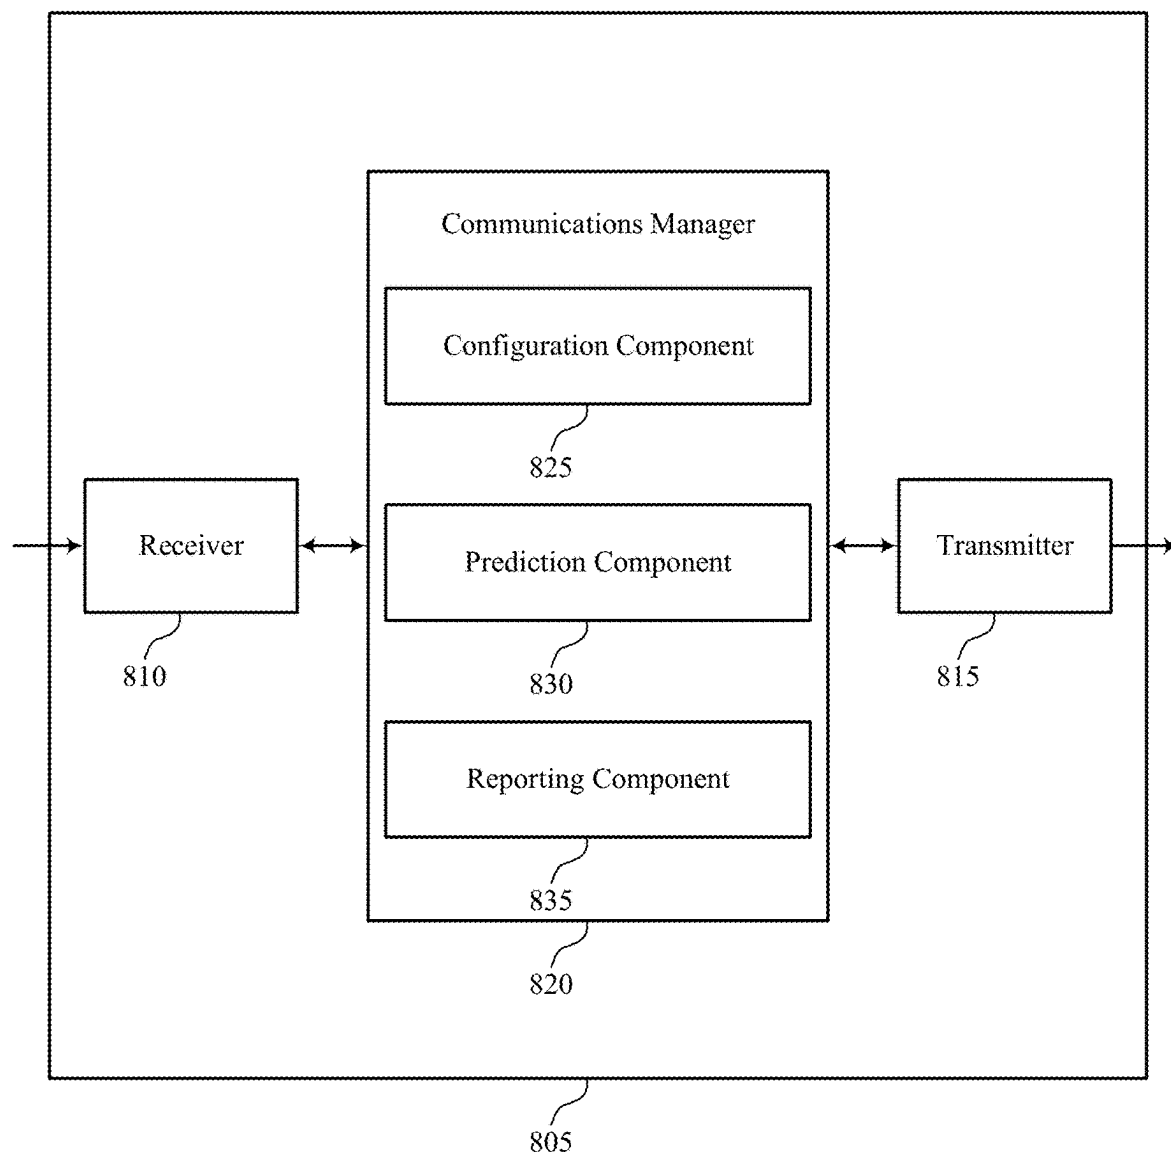 Communications Manager
Configuration Component
825
Receiver
810
Prediction Component
830
Transmitter
815
Reporting Component
835
820
805